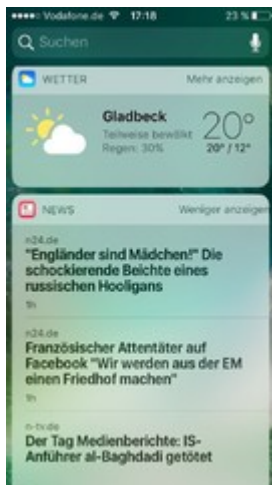 Vodafone.de 17:18 23 %
Suchen
WETTER Mehr anzeigen
Gladbeck 20°
Teilweise bewölkt
Regen: 30% 20° / 12°
NEWS Weniger anzeigen
n24.de
"Engländer sind Mädchen!" Die
schockierende Beichte eines
russischen Hooligans
1h
n24.de
Französischer Attentäter auf
Facebook "Wir werden aus der EM
einen Friedhof machen"
1h
n-tv.de
Der Tag Medienberichte: IS-
Anführer al-Baghdadi getötet